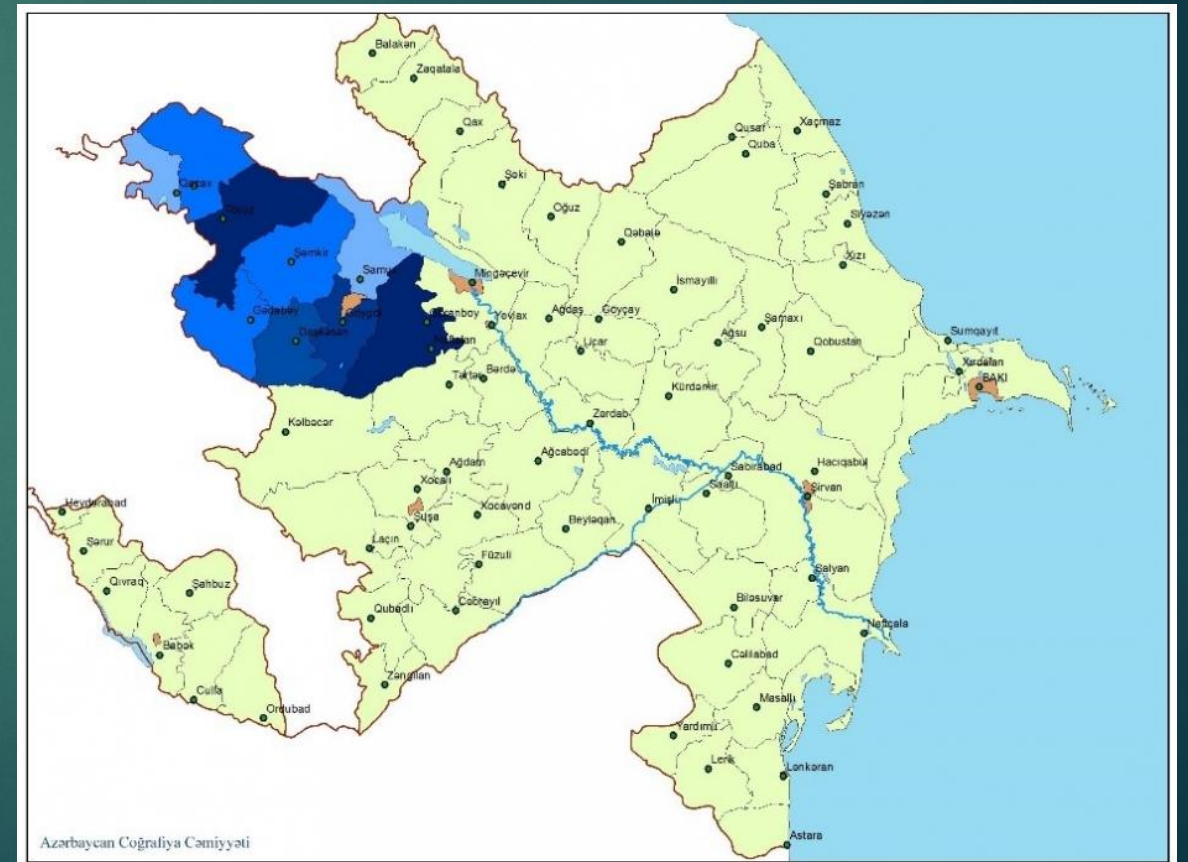 Balakən
Zaqatala
Qax
Şəki
Oğuz
Qəbələ
Qusar
Xaçmaz
Quba
Şabran
Siyəzən
Xızı
Qazax
Tovuz
Şəmkir
Samux
Gədəbəy
Daşkəsən
Göygöl
Goranboy
Naftalan
Mingəçevir
Yevlax
Ağdaş
Göyçay
İsmayıllı
Ağsu
Şamaxı
Qobustan
Sumqayıt
Xırdalan
BAKI
Ucar
Tərtər
Bərdə
Kürdəmir
Zərdab
Kəlbəcər
Ağcabədi
Ağdam
Xocalı
Şuşa
Xocavənd
Beyləqan
Sabirabad
Saatlı
İmişli
Hacıqabul
Şirvan
Laçın
Füzuli
Cəbrayıl
Qubadlı
Zəngilan
Salyan
Biləsuvar
Neftçala
Cəlilabad
Masallı
Yardımlı
Lerik
Lənkəran
Astara
Heydərabad
Şərur
Qıvraq
Şahbuz
Babək
Culfa
Ordubad
Azərbaycan Coğrafiya Cəmiyyəti